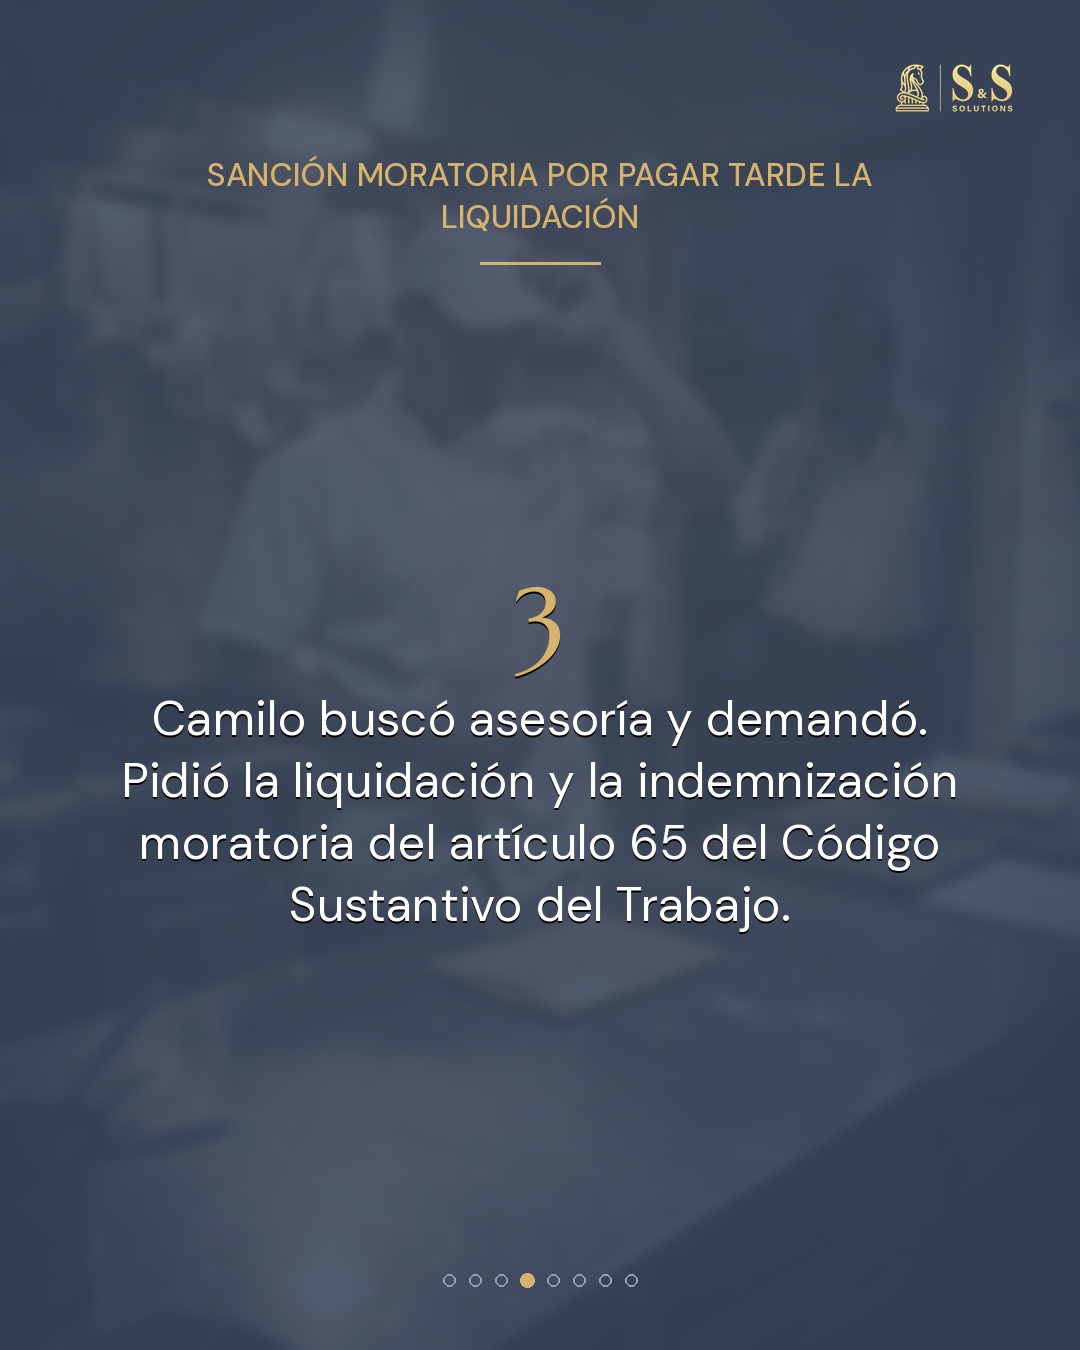 S&S
SOLUTIONS
SANCIÓN MORATORIA POR PAGAR TARDE LA
LIQUIDACIÓN
3
Camilo buscó asesoría y demandó.
Pidió la liquidación y la indemnización
moratoria del artículo 65 del Código
Sustantivo del Trabajo.